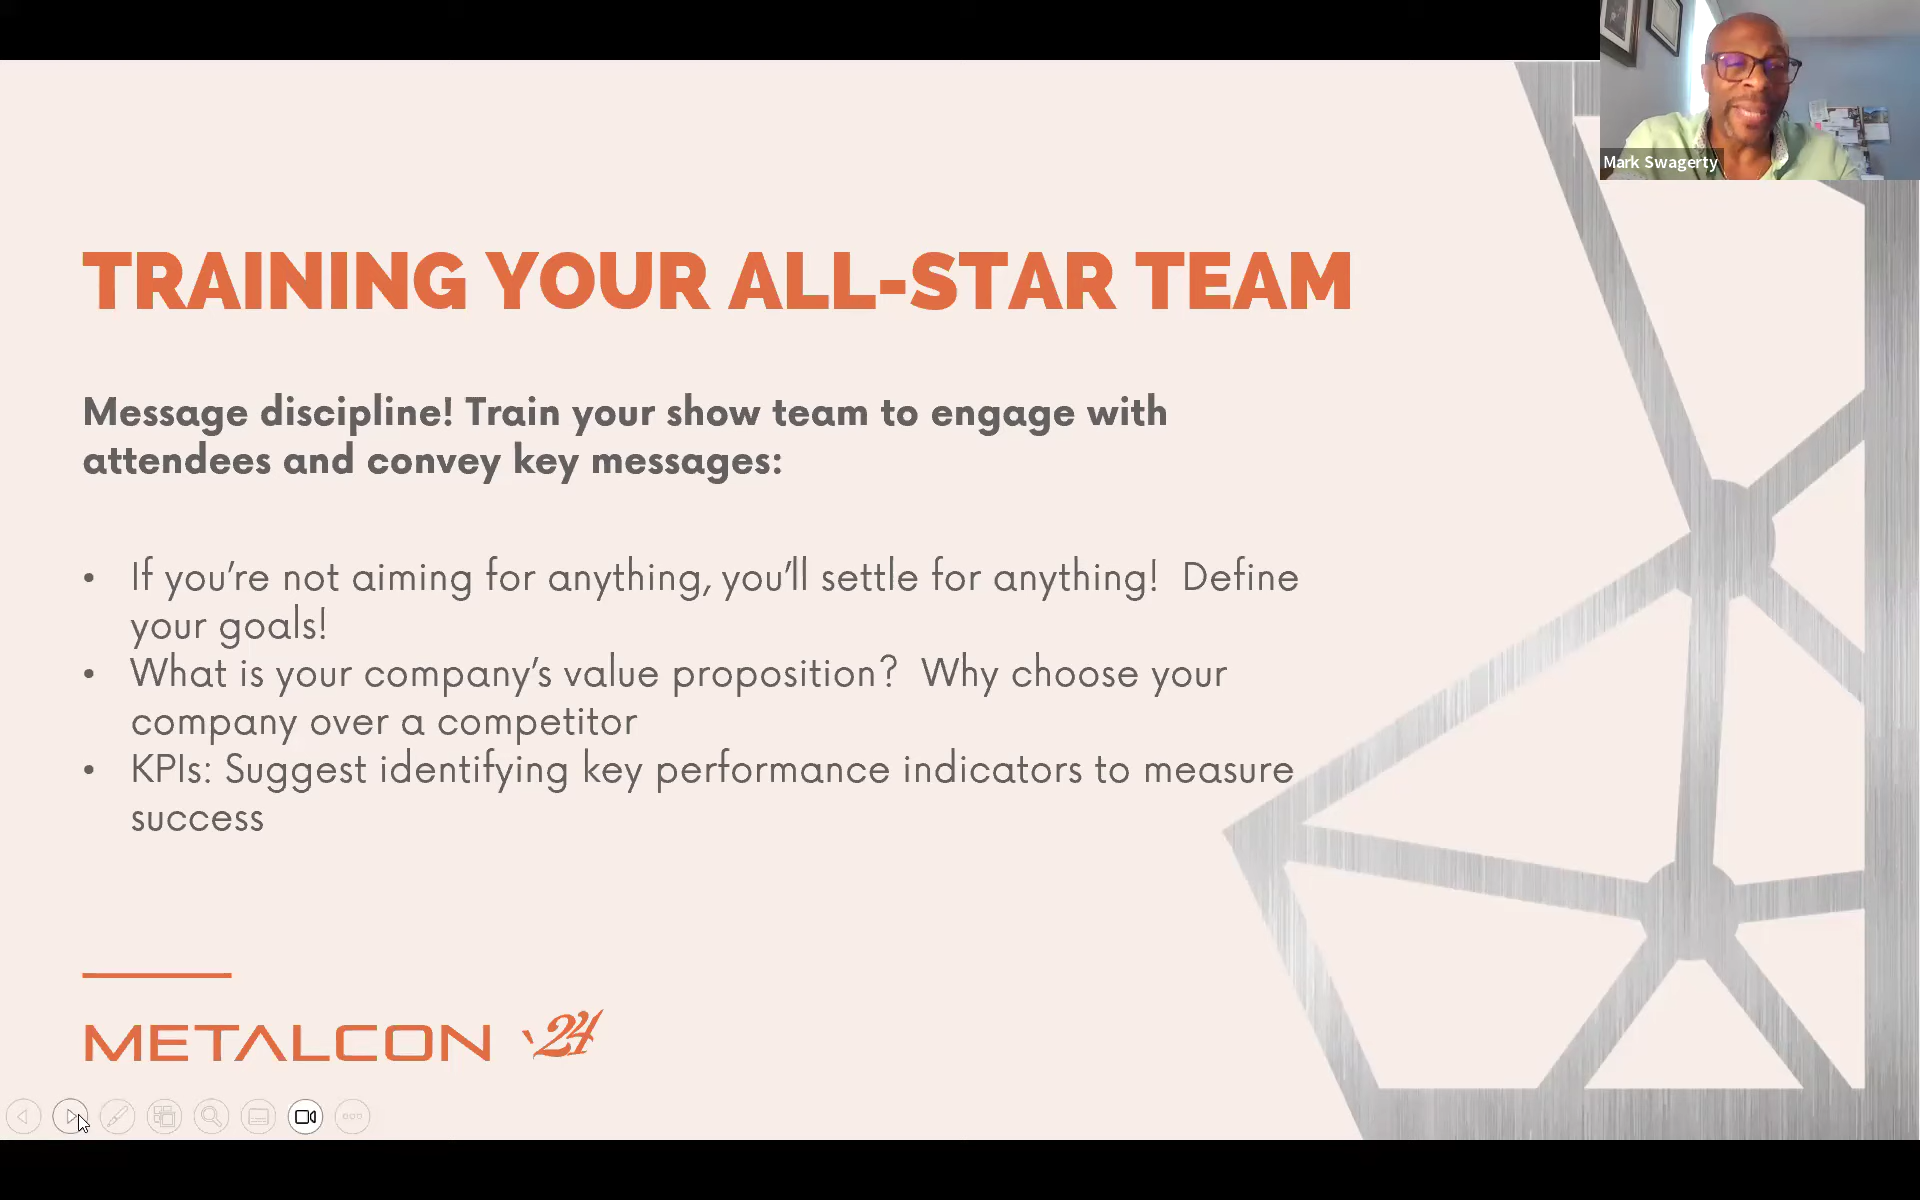 Mark Swagerty
TRAINING YOUR ALL-STAR TEAM
Message discipline! Train your show team to engage with
attendees and convey key messages:
• If you’re not aiming for anything, you’ll settle for anything!  Define
your goals!
• What is your company’s value proposition?  Why choose your
company over a competitor
• KPIs: Suggest identifying key performance indicators to measure
success
METALCON ‵24